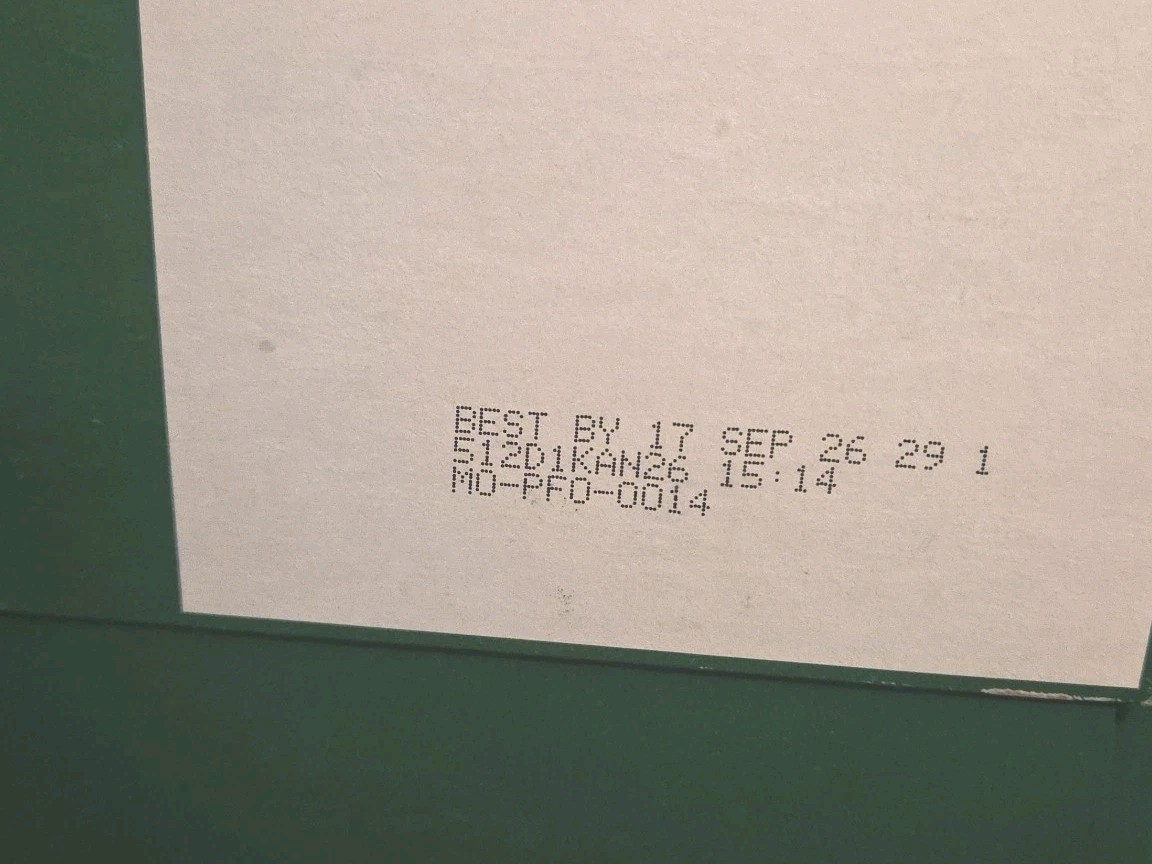 BEST BY 17 SEP 26 29 1
512D1KAN26 15:14
MO-PFO-0014